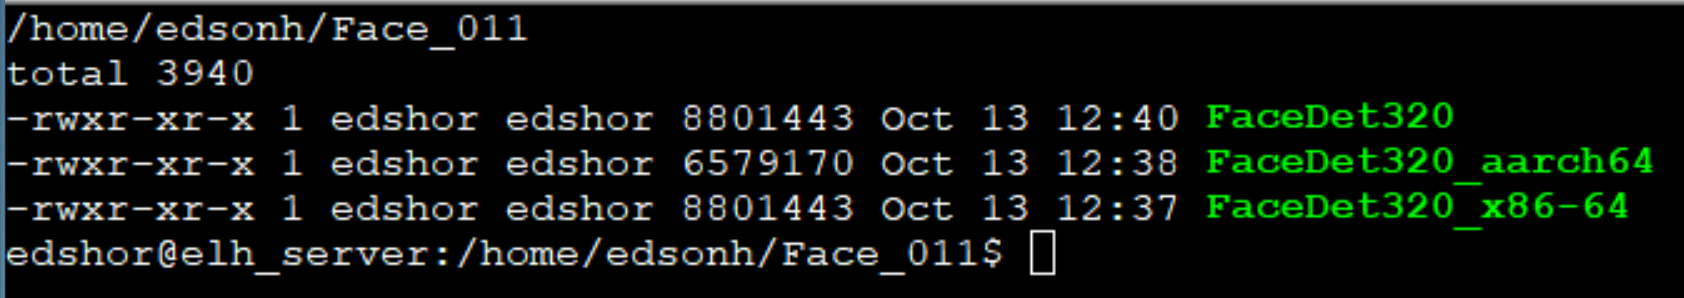 /home/edsonh/Face_011
total 3940
-rwxr-xr-x 1 edshor edshor 8801443 Oct 13 12:40 FaceDet320
-rwxr-xr-x 1 edshor edshor 6579170 Oct 13 12:38 FaceDet320_aarch64
-rwxr-xr-x 1 edshor edshor 8801443 Oct 13 12:37 FaceDet320_x86-64
edshor@elh_server:/home/edsonh/Face_011$